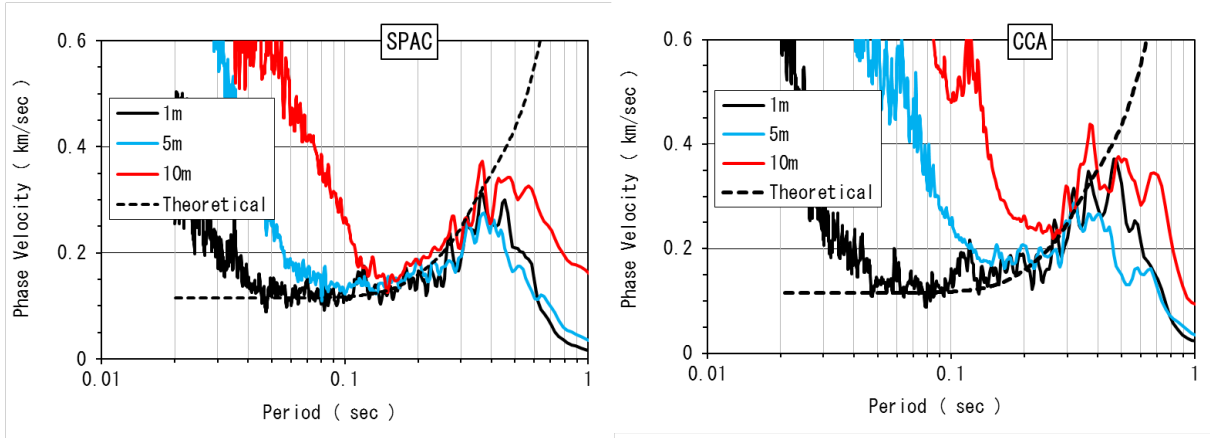 SPAC
0.6
0.4
0.2
0
Phase Velocity ( km/sec )
1m
5m
10m
Theoretical
0.01
0.1
1
Period ( sec )
CCA
0.6
0.4
0.2
0
Phase Velocity ( km/sec )
1m
5m
10m
Theoretical
0.01
0.1
1
Period ( sec )